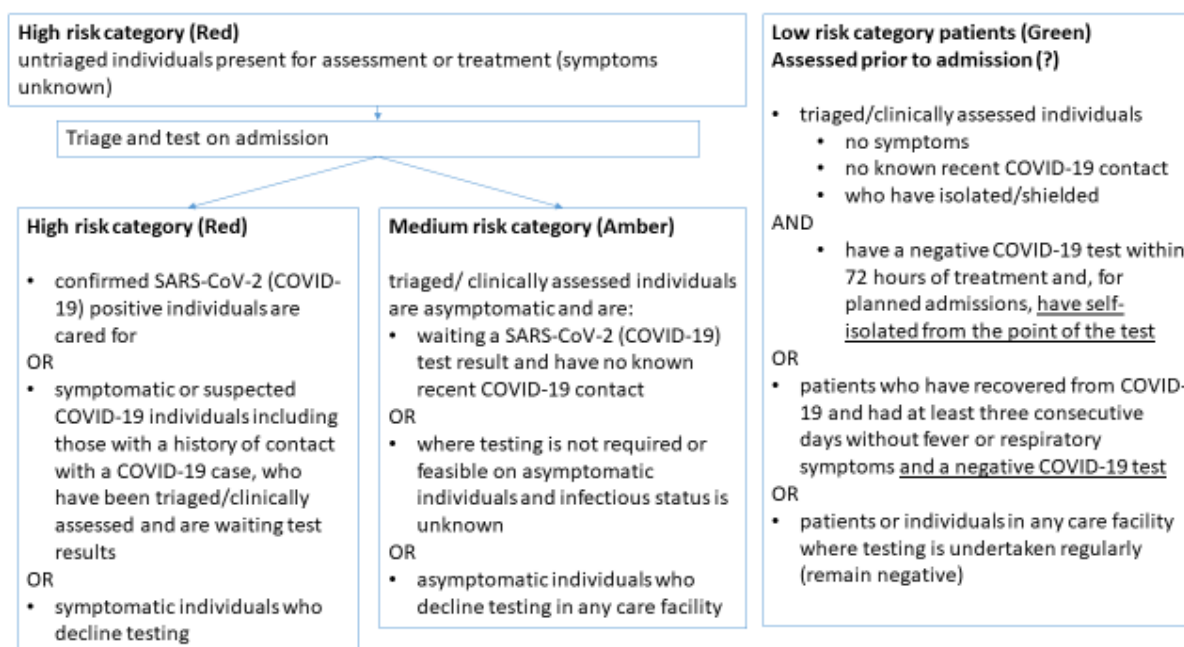 High risk category (Red)
untriaged individuals present for assessment or treatment (symptoms
unknown)
Triage and test on admission
High risk category (Red)
• confirmed SARS-CoV-2 (COVID-
19) positive individuals are
cared for
OR
• symptomatic or suspected
COVID-19 individuals including
those with a history of contact
with a COVID-19 case, who
have been triaged/clinically
assessed and are waiting test
results
OR
• symptomatic individuals who
decline testing
Medium risk category (Amber)
triaged/ clinically assessed individuals
are asymptomatic and are:
• waiting a SARS-CoV-2 (COVID-19)
test result and have no known
recent COVID-19 contact
OR
• where testing is not required or
feasible on asymptomatic
individuals and infectious status is
unknown
OR
• asymptomatic individuals who
decline testing in any care facility
Low risk category patients (Green)
Assessed prior to admission (?)
• triaged/clinically assessed individuals
• no symptoms
• no known recent COVID-19 contact
• who have isolated/shielded
AND
• have a negative COVID-19 test within
72 hours of treatment and, for
planned admissions, have self-
isolated from the point of the test
OR
• patients who have recovered from COVID-
19 and had at least three consecutive
days without fever or respiratory
symptoms and a negative COVID-19 test
OR
• patients or individuals in any care facility
where testing is undertaken regularly
(remain negative)